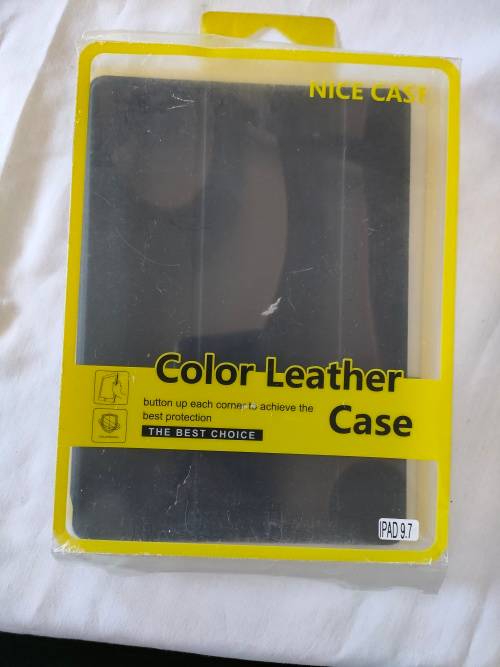 NICE CASE
Color Leather
Case
button up each corner to achieve the
best protection
THE BEST CHOICE
IPAD 9.7